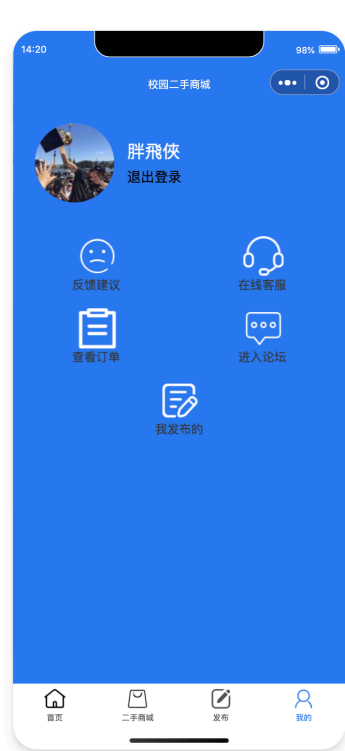 14:20
98%
校园二手商城
胖飛俠
退出登录
反馈建议
在线客服
查看订单
进入论坛
我发布的
首页
二手商城
发布
我的